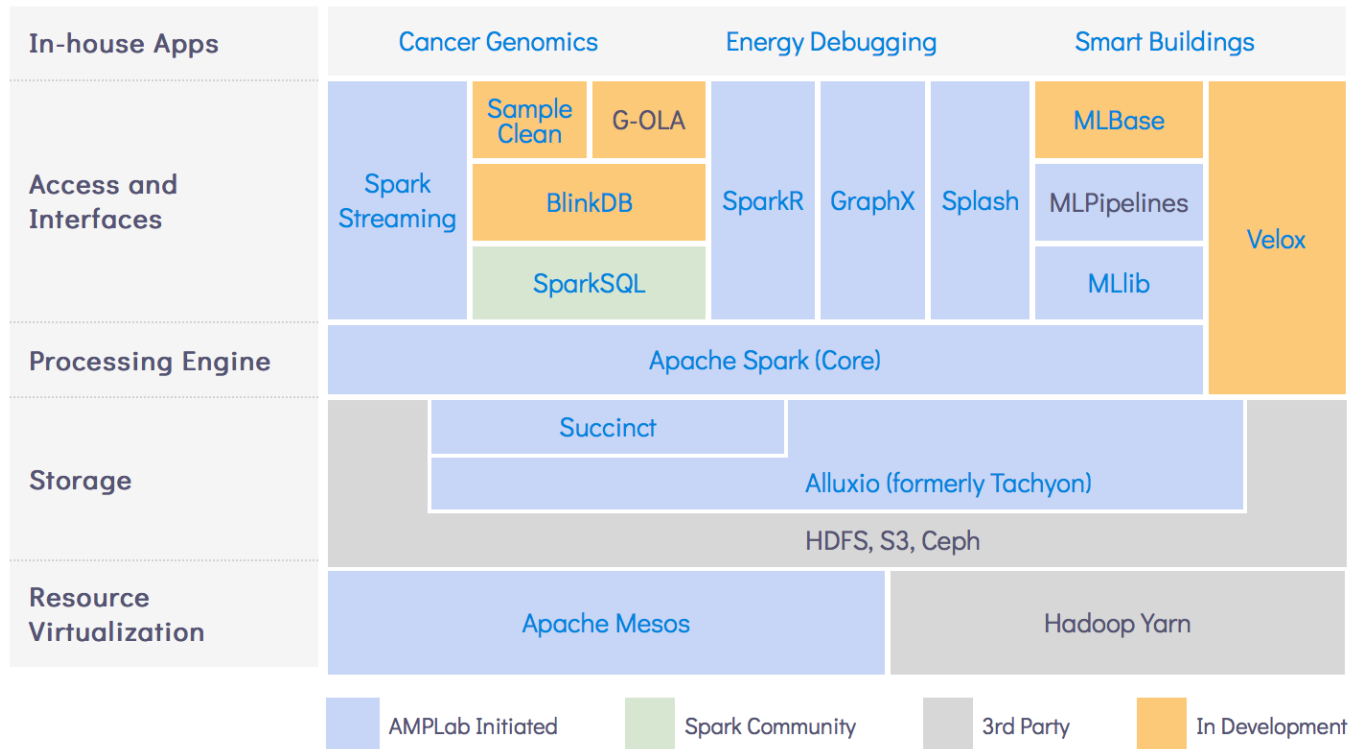 In-house Apps
Cancer Genomics
Energy Debugging
Smart Buildings
Access and
Interfaces
Spark
Streaming
Sample
Clean
G-OLA
BlinkDB
SparkSQL
SparkR
GraphX
Splash
MLBase
MLPipelines
MLlib
Velox
Processing Engine
Apache Spark (Core)
Storage
Succinct
Alluxio (formerly Tachyon)
HDFS, S3, Ceph
Resource
Virtualization
Apache Mesos
Hadoop Yarn
AMPLab Initiated
Spark Community
3rd Party
In Development